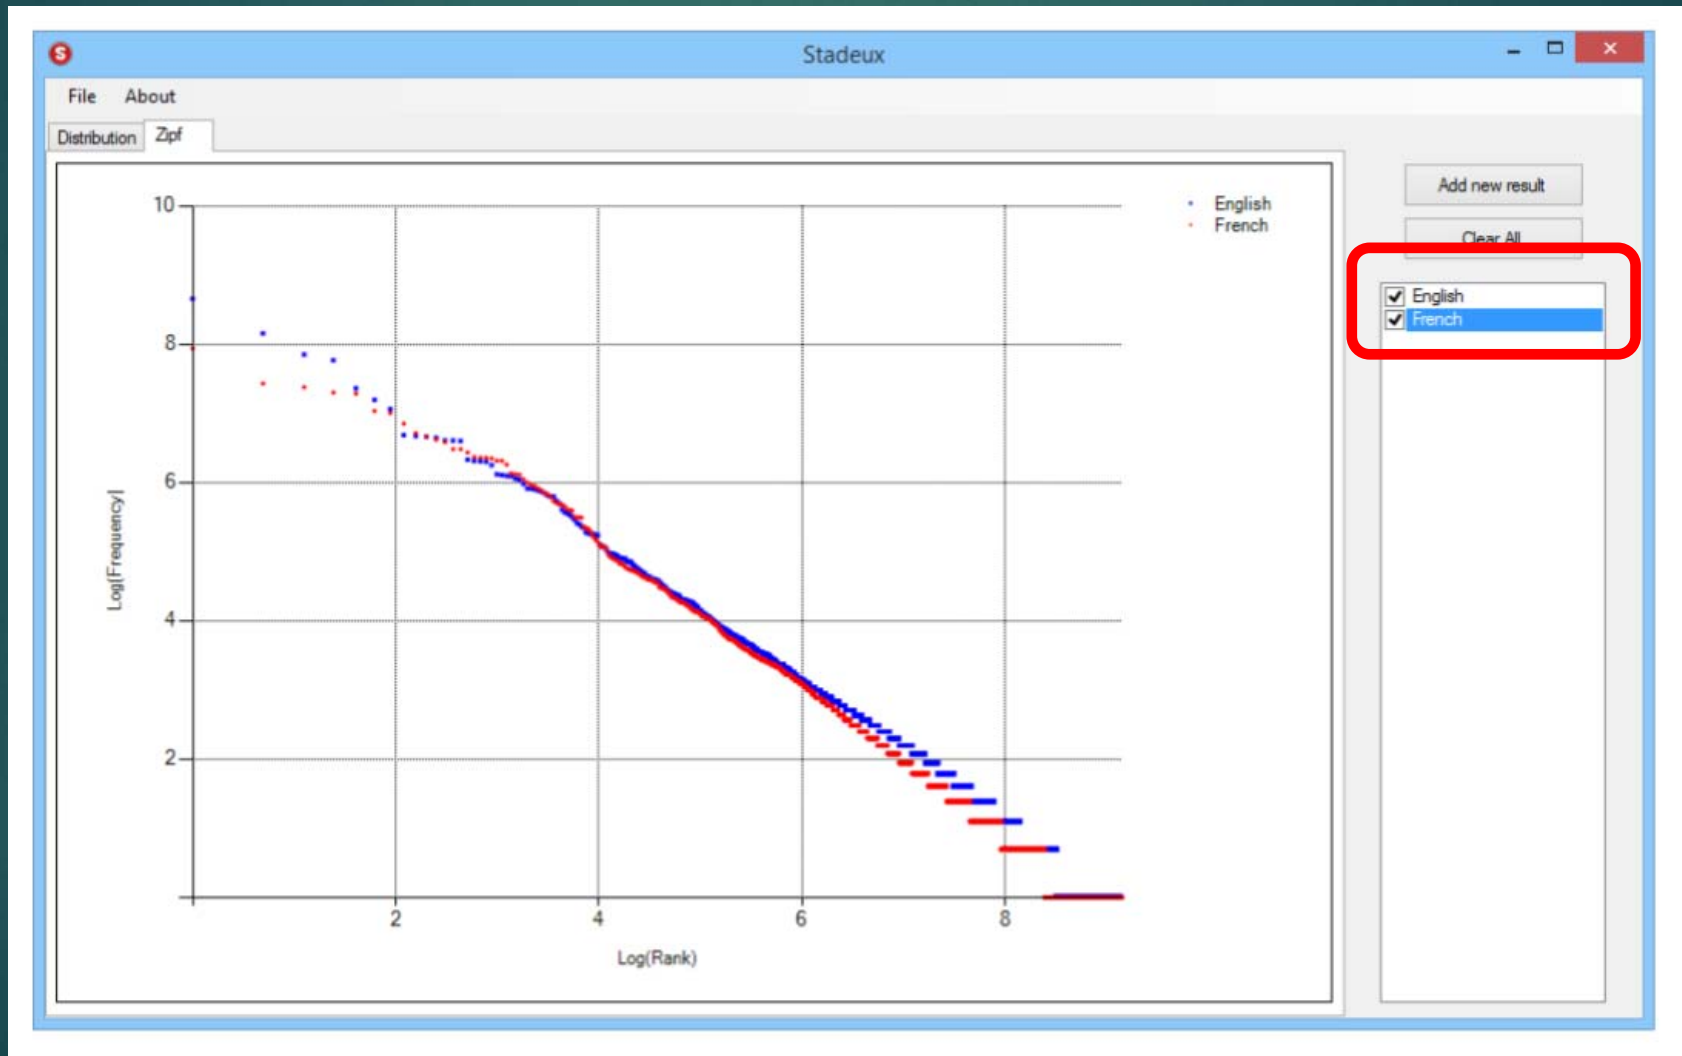 S
Stadeux
File About
Distribution Zipf
Add new result
Clear All
English
French
English
French
10
8
6
4
2
Log(Frequency)
2 4 6 8
Log(Rank)